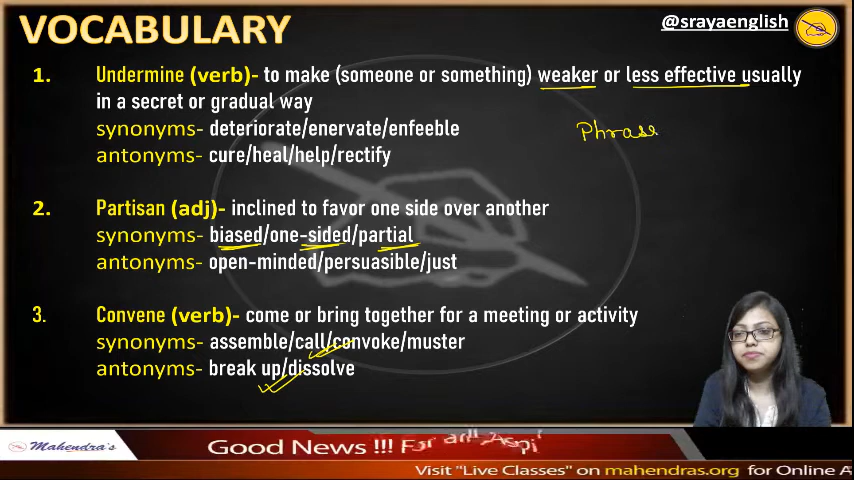 VOCABULARY
@srayaenglish
1. Undermine (verb)- to make (someone or something) weaker or less effective usually
in a secret or gradual way
synonyms- deteriorate/enervate/enfeeble
Phrase
antonyms- cure/heal/help/rectify
2. Partisan (adj)- inclined to favor one side over another
synonyms- biased/one-sided/partial
antonyms- open-minded/persuasible/just
3. Convene (verb)- come or bring together for a meeting or activity
synonyms- assemble/call/convoke/muster
antonyms- break up/dissolve
Mahendra's
Good News !!! For all Aspi
Visit "Live Classes" on mahendras.org for Online A